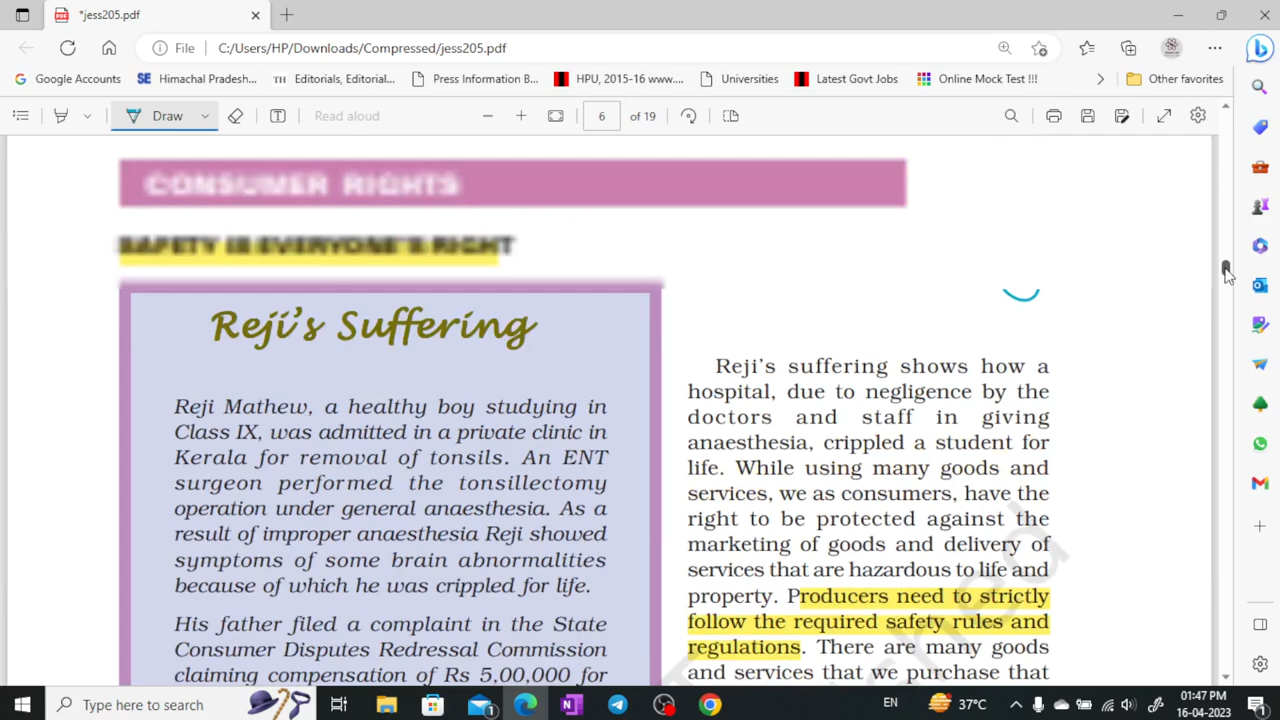 *jess205.pdf
File C:/Users/HP/Downloads/Compressed/jess205.pdf
Google Accounts SE Himachal Pradesh... TH Editorials, Editorial... Press Information B... HPU, 2015-16 www.... Universities Latest Govt Jobs Online Mock Test !!! Other favorites
Draw Read aloud 6 of 19
CONSUMER RIGHTS
SAFETY IS EVERYONE'S RIGHT
Reji's Suffering
Reji Mathew, a healthy boy studying in
Class IX, was admitted in a private clinic in
Kerala for removal of tonsils. An ENT
surgeon performed the tonsillectomy
operation under general anaesthesia. As a
result of improper anaesthesia Reji showed
symptoms of some brain abnormalities
because of which he was crippled for life.
His father filed a complaint in the State
Consumer Disputes Redressal Commission
claiming compensation of Rs 5,00,000 for
Reji's suffering shows how a
hospital, due to negligence by the
doctors and staff in giving
anaesthesia, crippled a student for
life. While using many goods and
services, we as consumers, have the
right to be protected against the
marketing of goods and delivery of
services that are hazardous to life and
property. Producers need to strictly
follow the required safety rules and
regulations. There are many goods
and services that we purchase that
Type here to search
EN 37°C 01:47 PM
16-04-2023